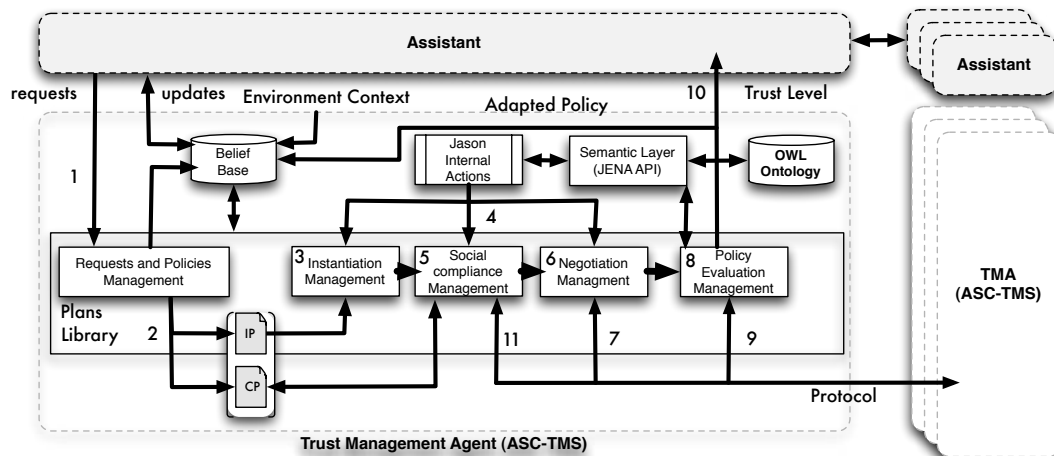 Assistant
Assistant
requests
updates
Environment Context
Adapted Policy
10
Trust Level
1
Belief
Base
Jason
Internal
Actions
Semantic Layer
(JENA API)
OWL
Ontology
4
Requests and Policies
Management
3
Instantiation
Management
5
Social
compliance
Management
6
Negotiation
Managment
8
Policy
Evaluation
Management
TMA
(ASC-TMS)
Plans
Library
2
IP
CP
11
7
9
Protocol
Trust Management Agent (ASC-TMS)